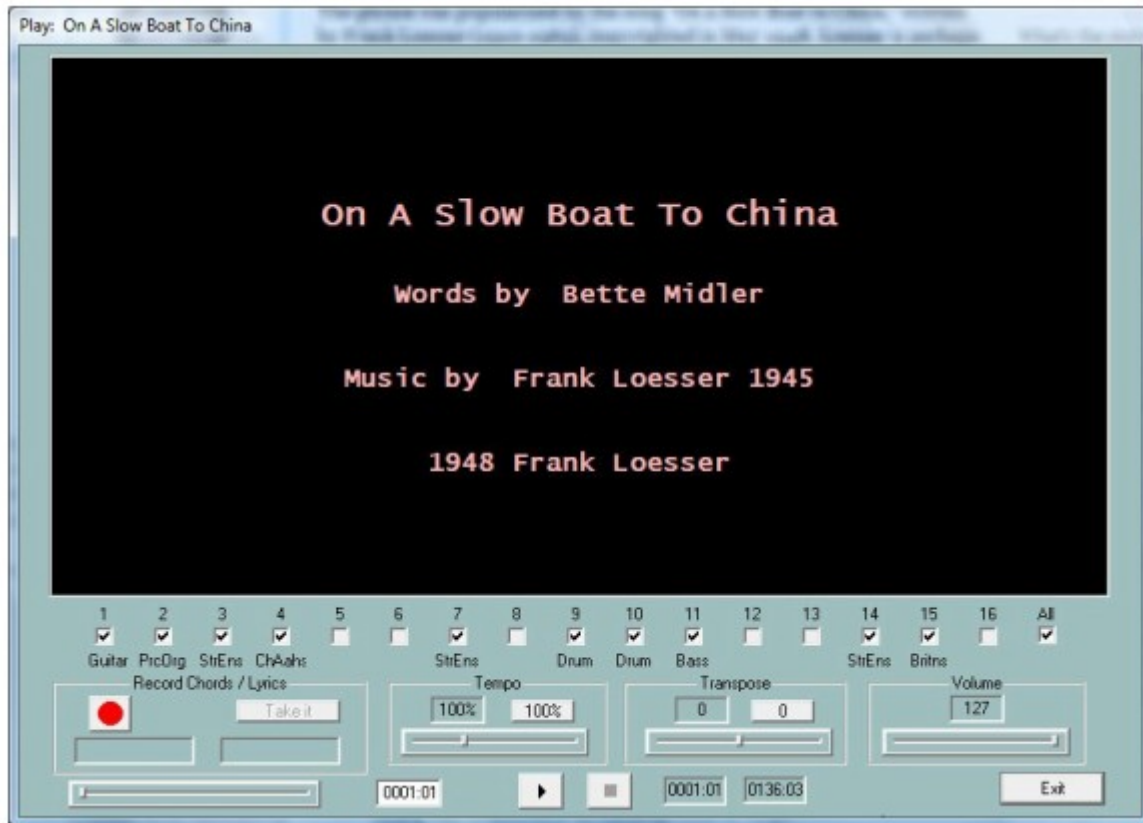 Play: On A Slow Boat To China
On A Slow Boat To China
Words by Bette Midler
Music by Frank Loesser 1945
1948 Frank Loesser
1 2 3 4 5 6 7 8 9 10 11 12 13 14 15 16 All
Guitar PrcOrg StrEns ChAahs StrEns Drum Drum Bass StrEns Britns
Record Chords / Lyrics Tempo Transpose Volume
Take it 100% 100% 0 0 127
0001:01 0001:01 0136:03 Exit